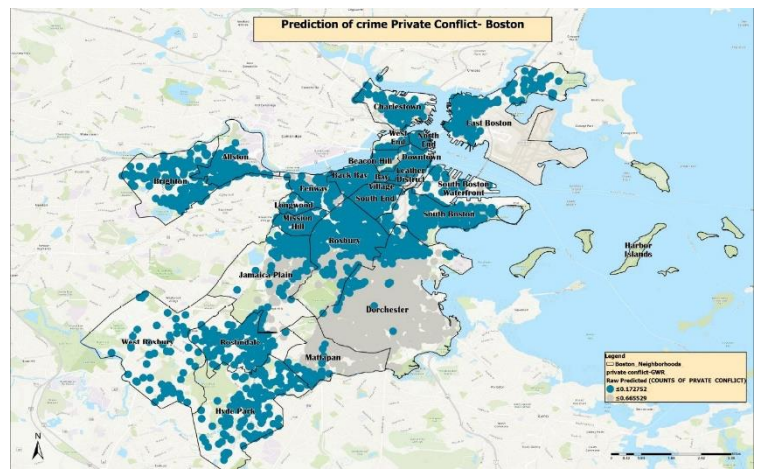 Prediction of crime Private Conflict- Boston
Charlestown
East Boston
West
End
North
End
Allston
Beacon Hill
Downtown
Brighton
Back Bay
Bay
Village
Leather
District
Fenway
South Boston
Waterfront
Longwood
South End
Mission
Hill
South Boston
Roxbury
Harbor
Islands
Jamaica Plain
Dorchester
West Roxbury
Roslindale
Mattapan
Hyde Park
Legend
Boston_Neighborhoods
private conflict-GWR
Raw Predicted (COUNTS OF PRIVATE CONFLICT)
≤0.172752
≤0.665529
N